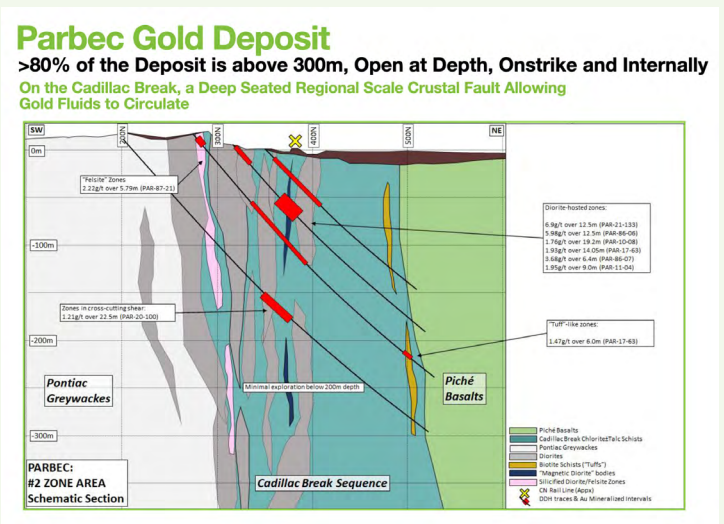 Parbec Gold Deposit
>80% of the Deposit is above 300m, Open at Depth, Onstrike and Internally
On the Cadillac Break, a Deep Seated Regional Scale Crustal Fault Allowing
Gold Fluids to Circulate
SW
200N
300N
400N
500N
NE
0m
"Felsite" Zones
2.22g/t over 5.79m (PAR-87-21)
Diorite-hosted zones:
6.9g/t over 12.5m (PAR-21-133)
5.98g/t over 12.5m (PAR-86-06)
1.76g/t over 19.2m (PAR-10-08)
1.93g/t over 14.05m (PAR-17-63)
3.68g/t over 6.4m (PAR-86-07)
1.95g/t over 9.0m (PAR-11-04)
-100m
Zones in cross-cutting shear:
1.21g/t over 22.5m (PAR-20-100)
"Tuff"-like zones:
1.47g/t over 6.0m (PAR-17-63)
-200m
Pontiac
Greywackes
Minimal exploration below 200m depth
Piché
Basalts
-300m
PARBEC:
#2 ZONE AREA
Schematic Section
Cadillac Break Sequence
Piché Basalts
Cadillac Break Chlorite±Talc Schists
Pontiac Greywackes
Diorites
Biotite Schists ("Tuffs")
"Magnetic Diorite" bodies
Silicified Diorite/Felsite Zones
CN Rail Line (Appx)
DDH traces & Au Mineralized Intervals